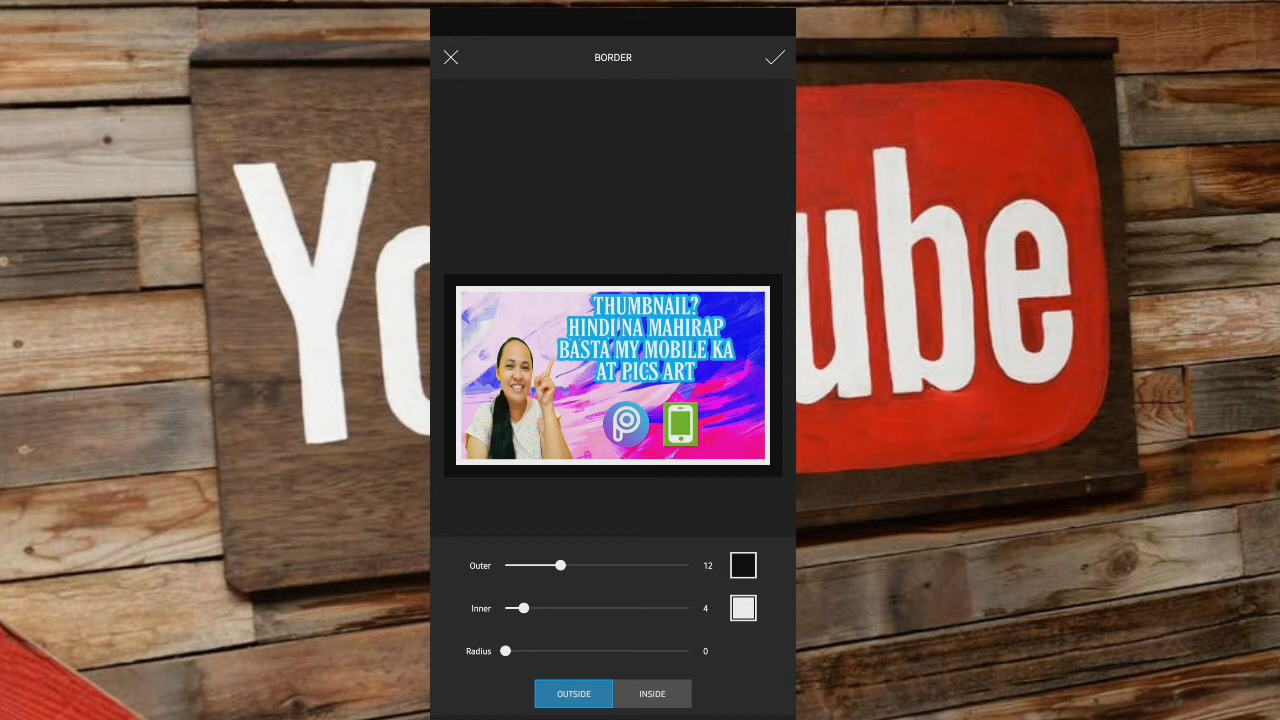 BORDER
Yo
ube
THUMBNAIL?
HINDI NA MAHIRAP
BASTA MY MOBILE KA
AT PICS ART
Outer 12
Inner 4
Radius 0
OUTSIDE INSIDE